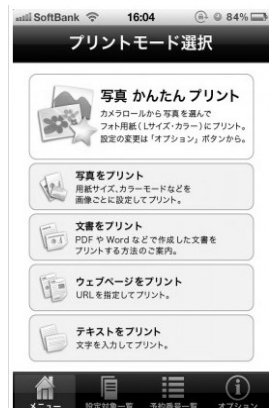 SoftBank 16:04 84%
プリントモード選択
写真 かんたん プリント
カメラロールから写真を選んで
フォト用紙(Lサイズ・カラー)にプリント。
設定の変更は「オプション」ボタンから。
写真をプリント
用紙サイズ、カラーモードなどを
画像ごとに設定してプリント。
文書をプリント
PDF や Word などで作成した文書を
プリントする方法のご案内。
ウェブページをプリント
URLを指定してプリント。
テキストをプリント
文字を入力してプリント。
メニュー 設定対象一覧 予約番号一覧 オプション